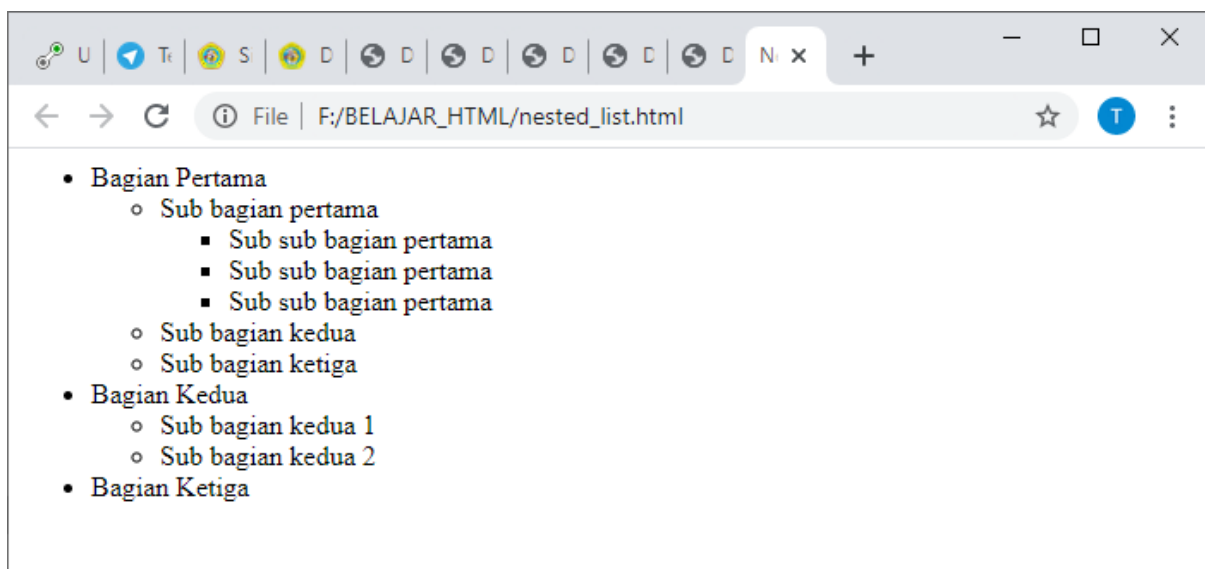 U
Te
S
D
D
D
D
D
D
N
File | F:/BELAJAR_HTML/nested_list.html
T
Bagian Pertama
Sub bagian pertama
Sub sub bagian pertama
Sub sub bagian pertama
Sub sub bagian pertama
Sub bagian kedua
Sub bagian ketiga
Bagian Kedua
Sub bagian kedua 1
Sub bagian kedua 2
Bagian Ketiga